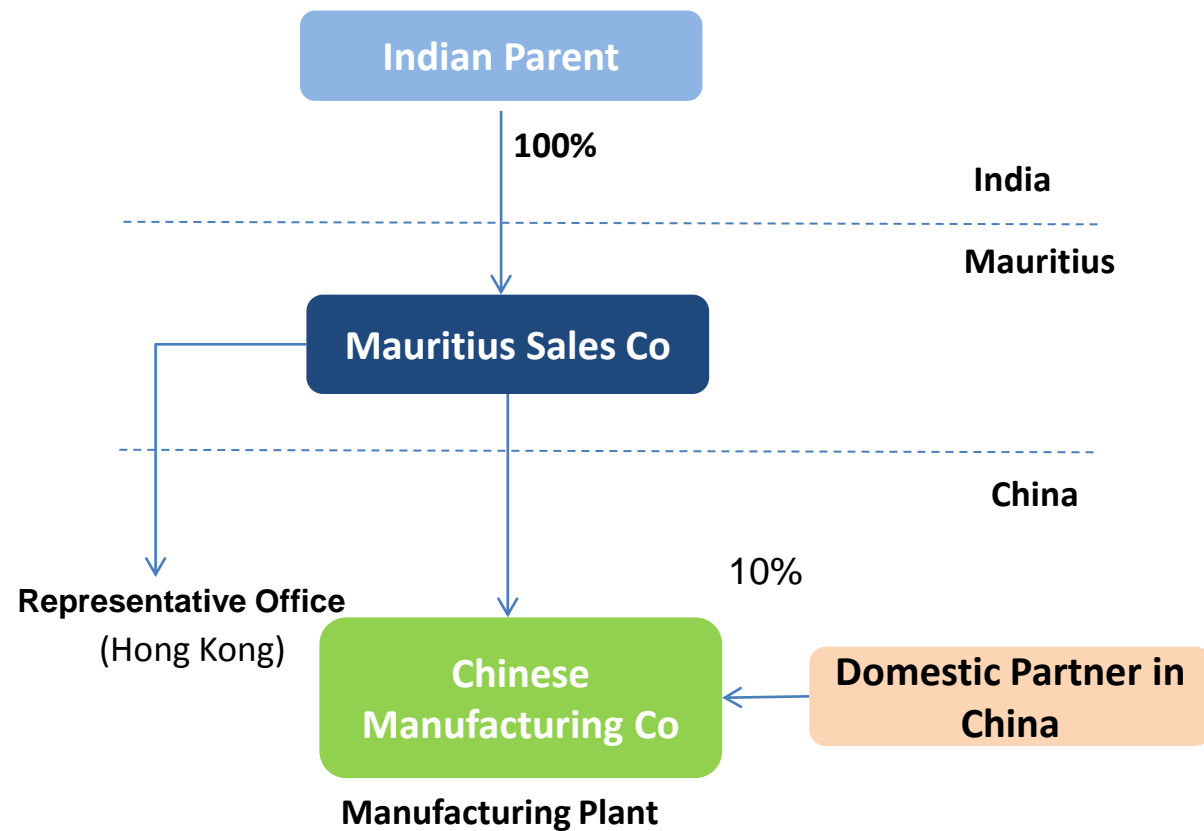 Indian Parent
100%
India
Mauritius
Mauritius Sales Co
China
10%
Representative Office
(Hong Kong)
Chinese
Manufacturing Co
Domestic Partner in
China
Manufacturing Plant